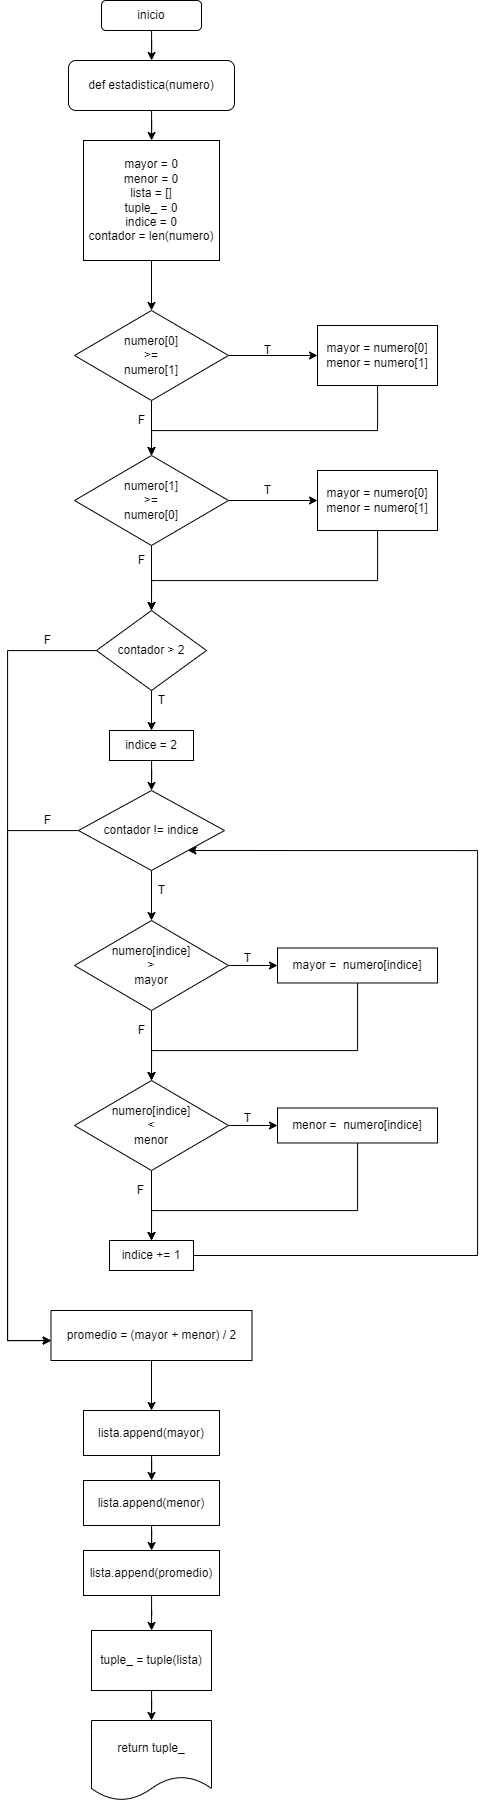 inicio
def estadistica(numero)
mayor = 0
menor = 0
lista = []
tuple_ = 0
indice = 0
contador = len(numero)
numero[0]
>=
numero[1]
T
mayor = numero[0]
menor = numero[1]
F
numero[1]
>=
numero[0]
T
mayor = numero[0]
menor = numero[1]
F
contador > 2
F
T
indice = 2
contador != indice
F
T
numero[indice]
>
mayor
T
mayor =  numero[indice]
F
numero[indice]
<
menor
T
menor =  numero[indice]
F
indice += 1
promedio = (mayor + menor) / 2
lista.append(mayor)
lista.append(menor)
lista.append(promedio)
tuple_ = tuple(lista)
return tuple_